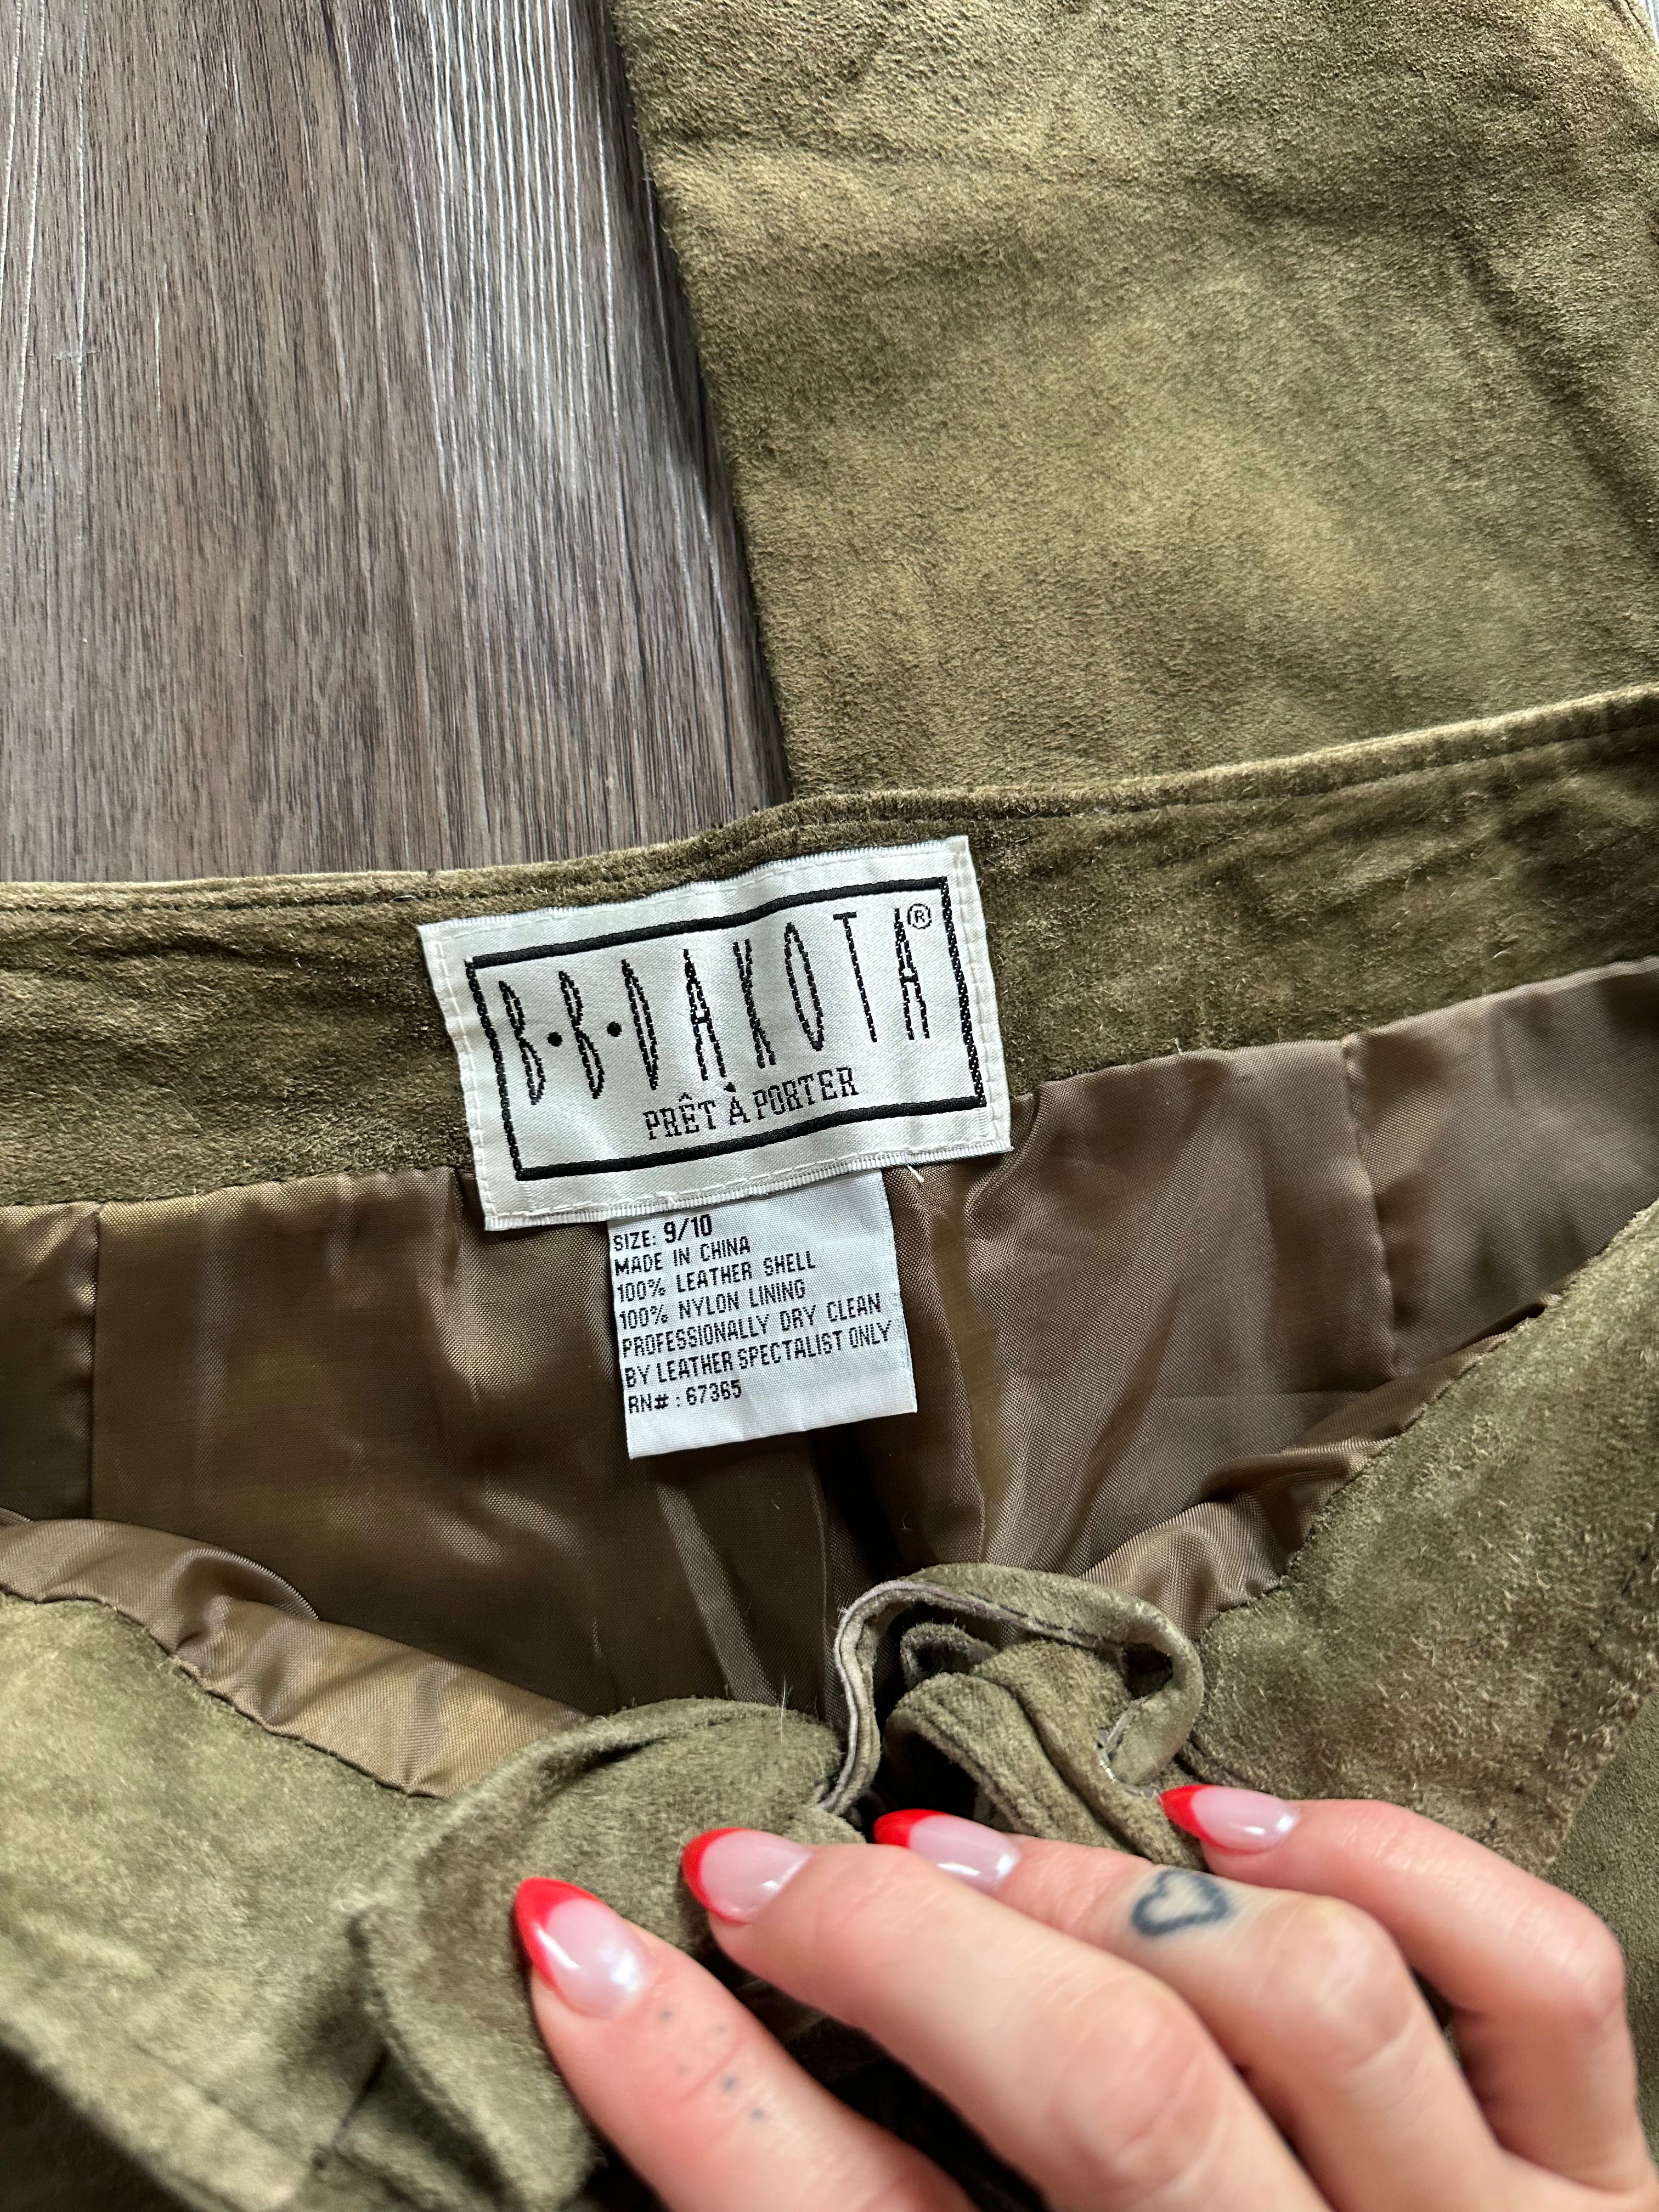 B•B•DAKOTA®
PRÊT À PORTER
SIZE: 9/10
MADE IN CHINA
100% LEATHER SHELL
100% NYLON LINING
PROFESSIONALLY DRY CLEAN
BY LEATHER SPECTALIST ONLY
RN# : 67365